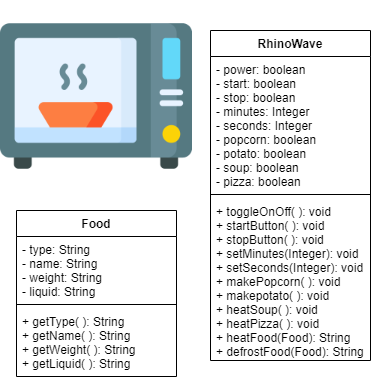 RhinoWave
- power: boolean
- start: boolean
- stop: boolean
- minutes: Integer
- seconds: Integer
- popcorn: boolean
- potato: boolean
- soup: boolean
- pizza: boolean
+ toggleOnOff( ): void
+ startButton( ): void
+ stopButton( ): void
+ setMinutes(Integer): void
+ setSeconds(Integer): void
+ makePopcorn( ): void
+ makepotato( ): void
+ heatSoup( ): void
+ heatPizza( ): void
+ heatFood(Food): String
+ defrostFood(Food): String
Food
- type: String
- name: String
- weight: String
- liquid: String
+ getType( ): String
+ getName( ): String
+ getWeight( ): String
+ getLiquid( ): String